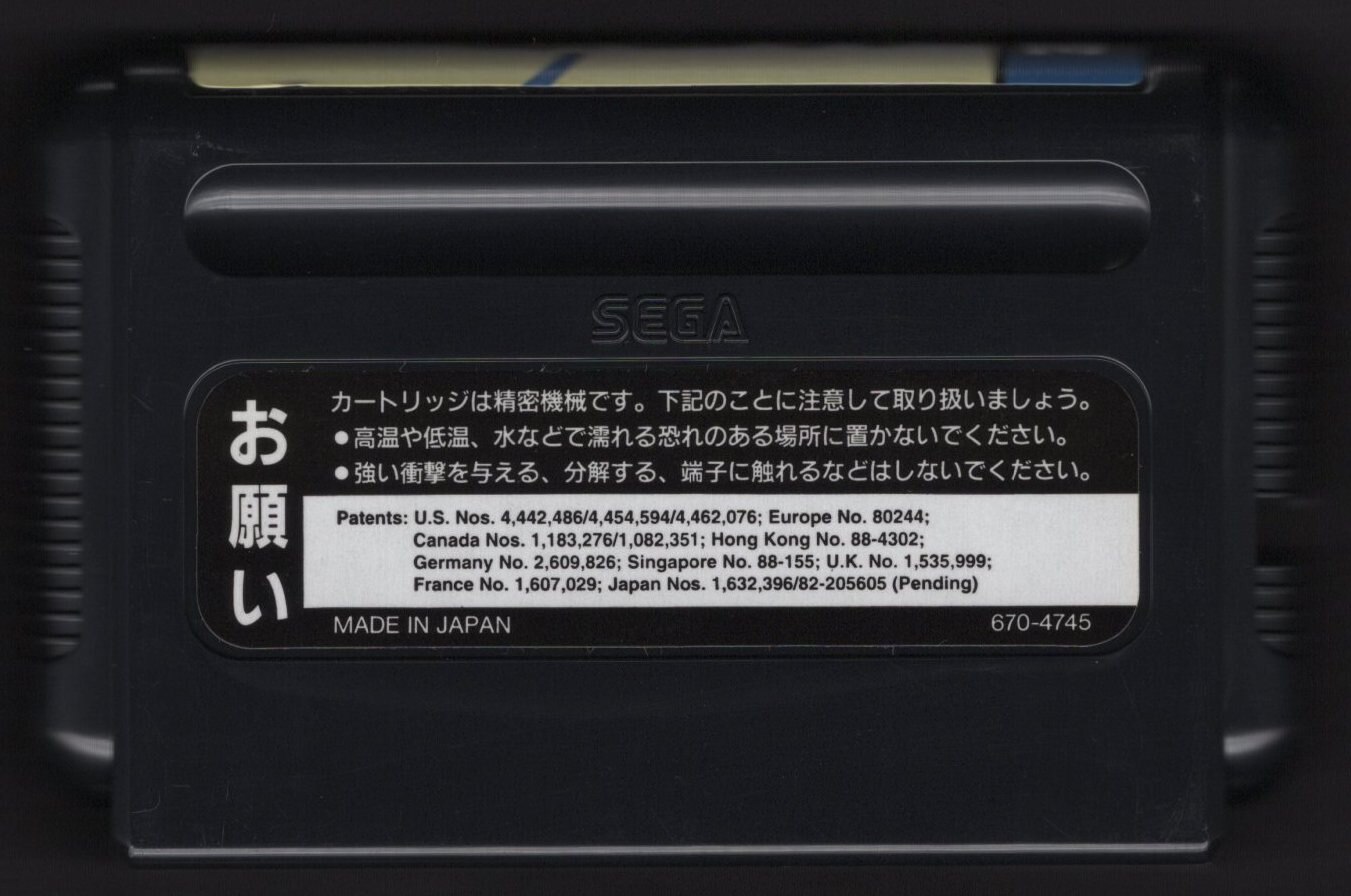 SEGA
お願い
カートリッジは精密機械です。下記のことに注意して取り扱いましょう。
●高温や低温、水などで濡れる恐れのある場所に置かないでください。
●強い衝撃を与える、分解する、端子に触れるなどはしないでください。
Patents: U.S. Nos. 4,442,486/4,454,594/4,462,076; Europe No. 80244;
Canada Nos. 1,183,276/1,082,351; Hong Kong No. 88-4302;
Germany No. 2,609,826; Singapore No. 88-155; U.K. No. 1,535,999;
France No. 1,607,029; Japan Nos. 1,632,396/82-205605 (Pending)
MADE IN JAPAN
670-4745